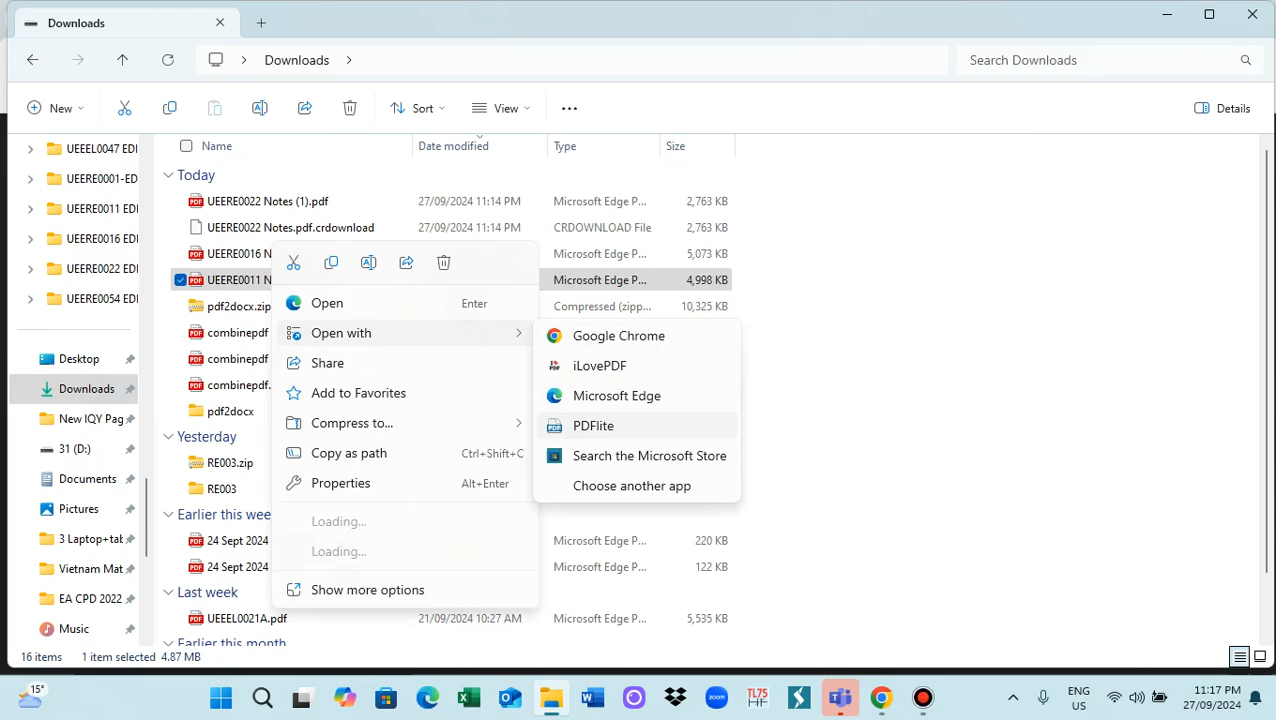 Downloads
Downloads
Search Downloads
New
Sort
View
Details
Name
Date modified
Type
Size
UEEEL0047 EDI
UEERE0001-ED
UEERE0011 EDI
UEERE0016 EDI
UEERE0022 EDI
UEERE0054 EDI
Desktop
Downloads
New IQY Pag
31 (D:)
Documents
Pictures
3 Laptop+tab
Vietnam Mat
EA CPD 2022
Music
Today
UEERE0022 Notes (1).pdf 27/09/2024 11:14 PM Microsoft Edge P... 2,763 KB
UEERE0022 Notes.pdf.crdownload 27/09/2024 11:14 PM CRDOWNLOAD File 2,763 KB
UEERE0016 N Microsoft Edge P... 5,073 KB
UEERE0011 N Microsoft Edge P... 4,998 KB
pdf2docx.zip Compressed (zipp... 10,325 KB
combinepdf
combinepdf
combinepdf.
pdf2docx
Yesterday
RE003.zip
RE003
Earlier this wee
24 Sept 2024 Microsoft Edge P... 220 KB
24 Sept 2024 Microsoft Edge P... 122 KB
Last week
UEEEL0021A.pdf 21/09/2024 10:27 AM Microsoft Edge P... 5,535 KB
Earlier this month
Open Enter
Open with
Share
Add to Favorites
Compress to...
Copy as path Ctrl+Shift+C
Properties Alt+Enter
Loading...
Loading...
Show more options
Google Chrome
iLovePDF
Microsoft Edge
PDFlite
Search the Microsoft Store
Choose another app
16 items 1 item selected 4.87 MB
15°
TL75
ENG
US
11:17 PM
27/09/2024